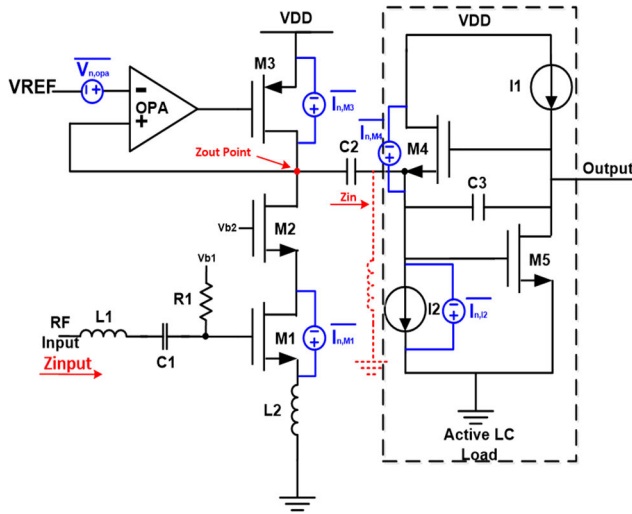 VDD
VDD
V_n,opa
M3
VREF
-
OPA
+
I_n,M3
I1
Zout Point
C2
I_n,M4
M4
Output
Zin
C3
Vb2
M2
M5
Vb1
R1
I2
I_n,I2
RF
Input
L1
C1
M1
I_n,M1
Zinput
L2
Active LC
Load